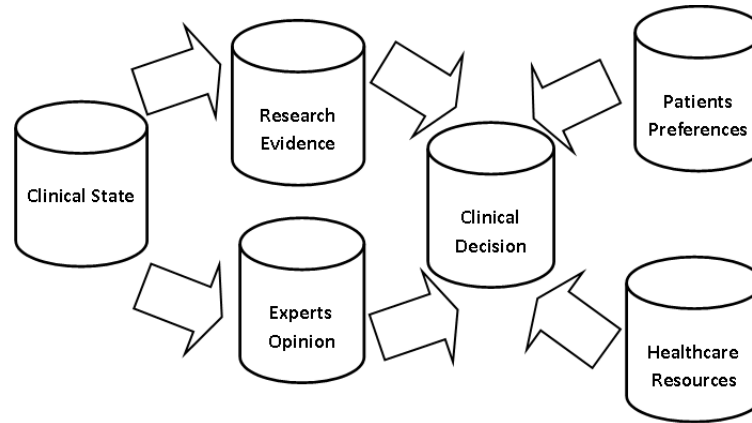 Clinical State
Research
Evidence
Experts
Opinion
Clinical
Decision
Patients
Preferences
Healthcare
Resources